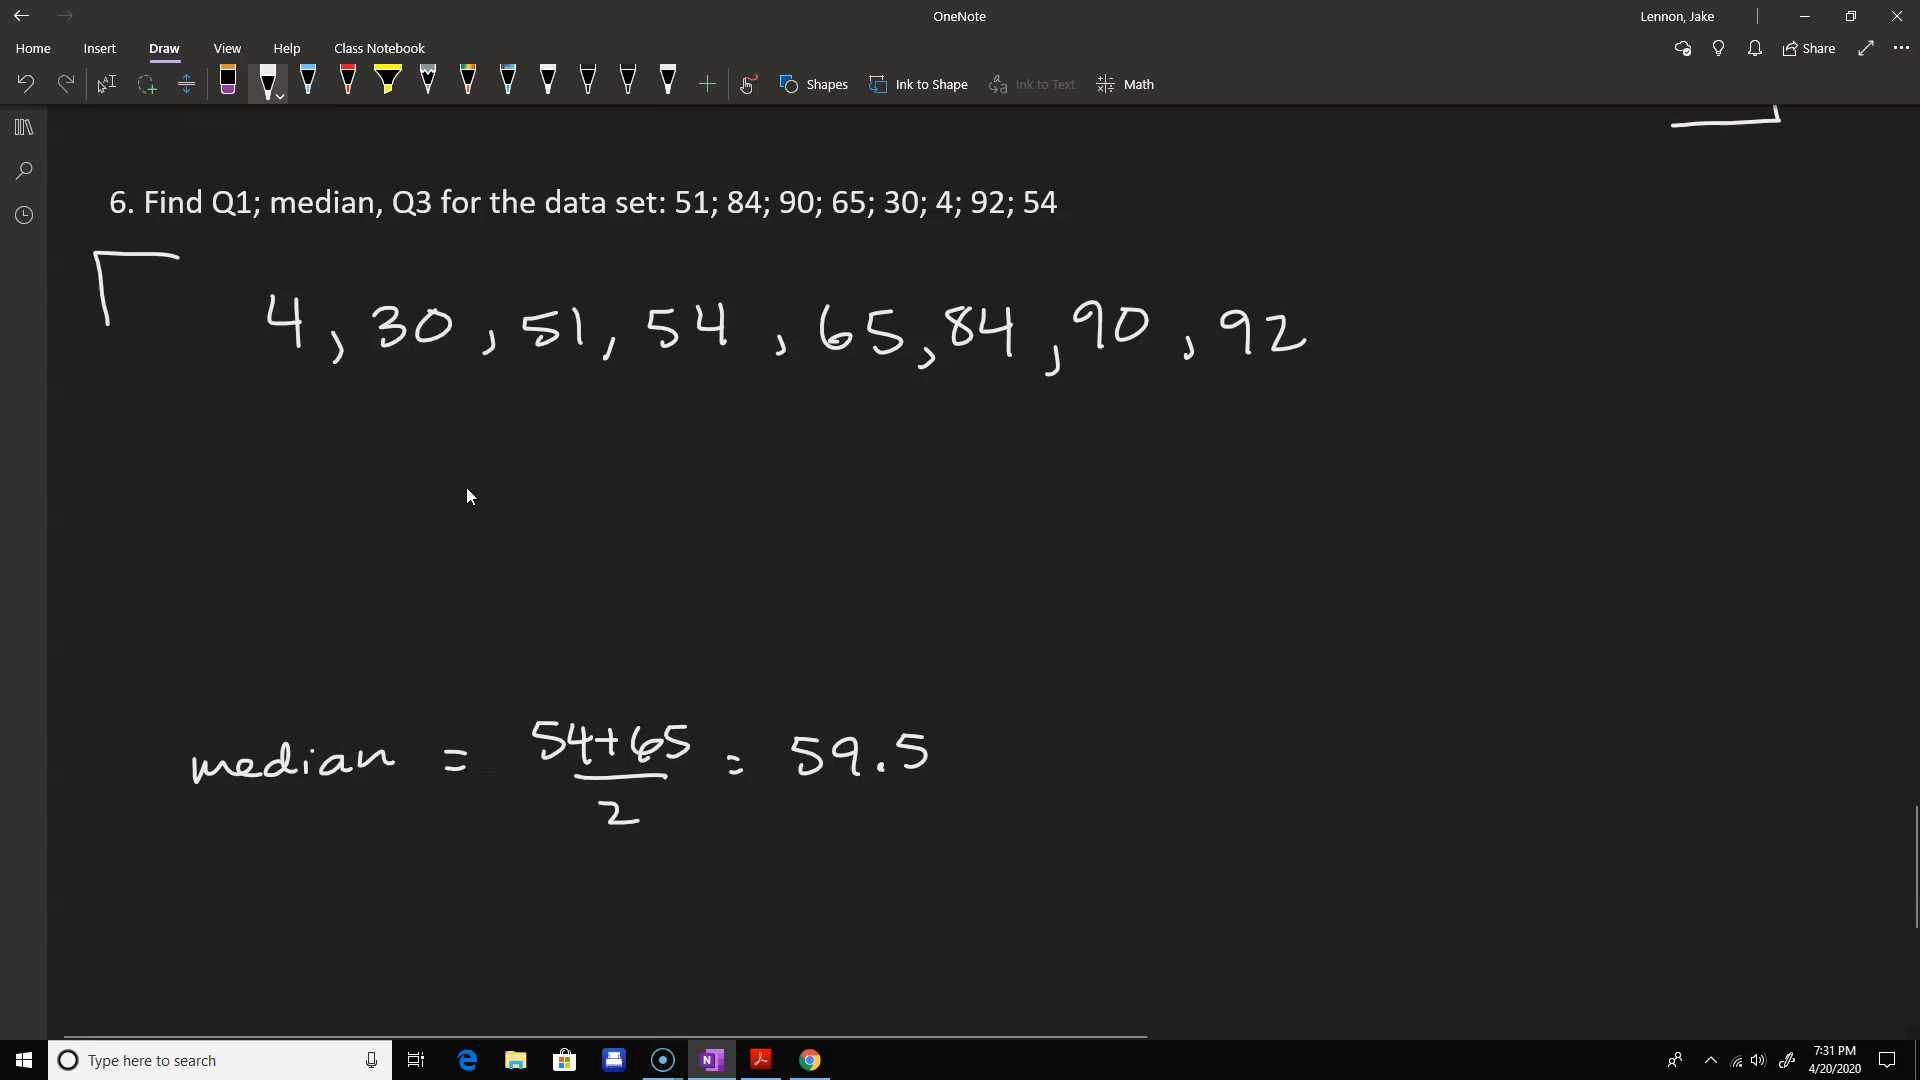 OneNote
Lennon, Jake
Home Insert Draw View Help Class Notebook
Share
Shapes Ink to Shape Ink to Text Math
6. Find Q1; median, Q3 for the data set: 51; 84; 90; 65; 30; 4; 92; 54
4, 30, 51, 54, 65, 84, 90, 92
median = 54+65 / 2 = 59.5
Type here to search
7:31 PM
4/20/2020